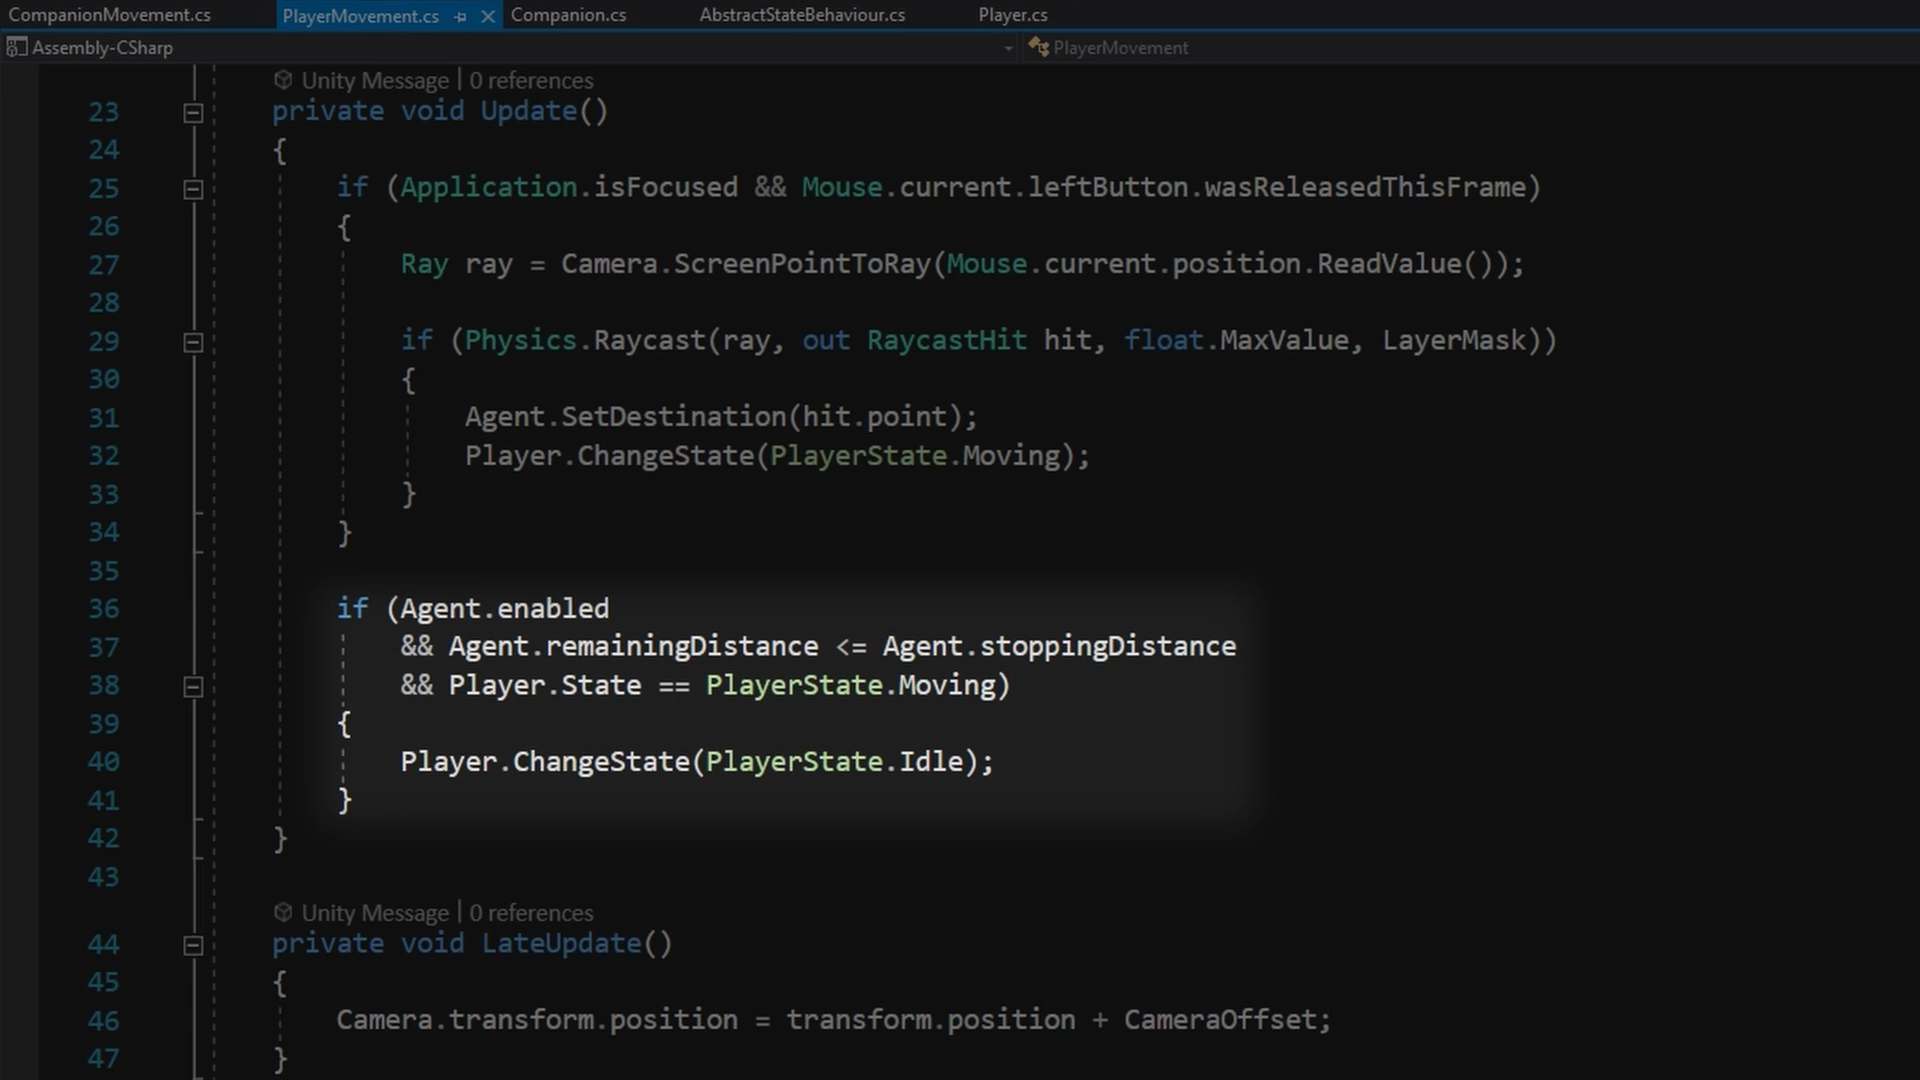 CompanionMovement.cs PlayerMovement.cs Companion.cs AbstractStateBehaviour.cs Player.cs
Assembly-CSharp PlayerMovement
Unity Message | 0 references
23 private void Update()
24 {
25 if (Application.isFocused && Mouse.current.leftButton.wasReleasedThisFrame)
26 {
27 Ray ray = Camera.ScreenPointToRay(Mouse.current.position.ReadValue());
28
29 if (Physics.Raycast(ray, out RaycastHit hit, float.MaxValue, LayerMask))
30 {
31 Agent.SetDestination(hit.point);
32 Player.ChangeState(PlayerState.Moving);
33 }
34 }
35
36 if (Agent.enabled
37 && Agent.remainingDistance <= Agent.stoppingDistance
38 && Player.State == PlayerState.Moving)
39 {
40 Player.ChangeState(PlayerState.Idle);
41 }
42 }
43
Unity Message | 0 references
44 private void LateUpdate()
45 {
46 Camera.transform.position = transform.position + CameraOffset;
47 }